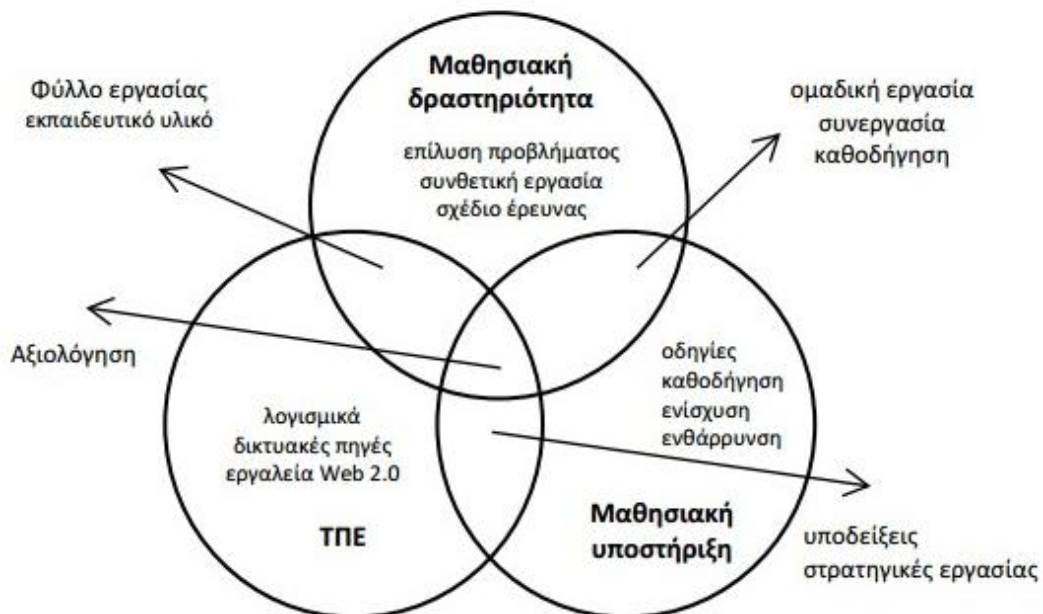 Μαθησιακή
δραστηριότητα
επίλυση προβλήματος
συνθετική εργασία
σχέδιο έρευνας
Φύλλο εργασίας
εκπαιδευτικό υλικό
ομαδική εργασία
συνεργασία
καθοδήγηση
Αξιολόγηση
οδηγίες
καθοδήγηση
ενίσχυση
ενθάρρυνση
λογισμικά
δικτυακές πηγές
εργαλεία Web 2.0
ΤΠΕ
Μαθησιακή
υποστήριξη
υποδείξεις
στρατηγικές εργασίας